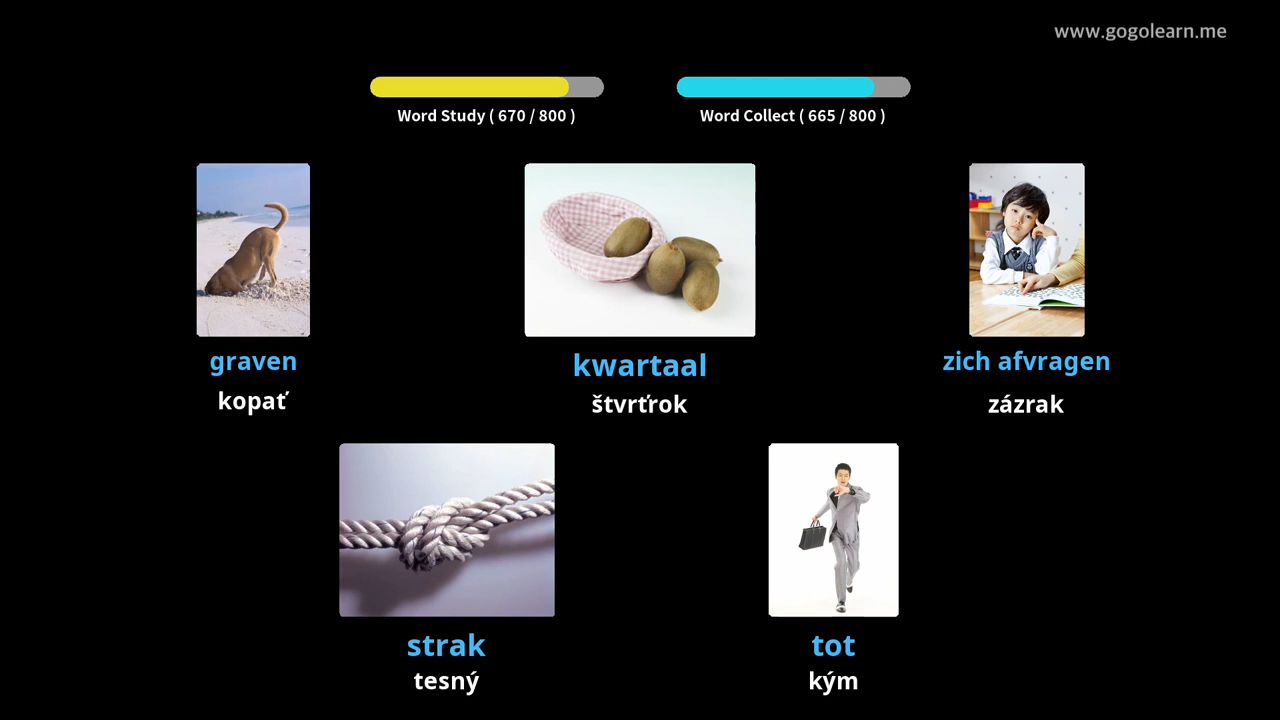 www.gogolearn.me
Word Study ( 670 / 800 )
Word Collect ( 665 / 800 )
graven
kopať
kwartaal
štvrťrok
zich afvragen
zázrak
strak
tesný
tot
kým